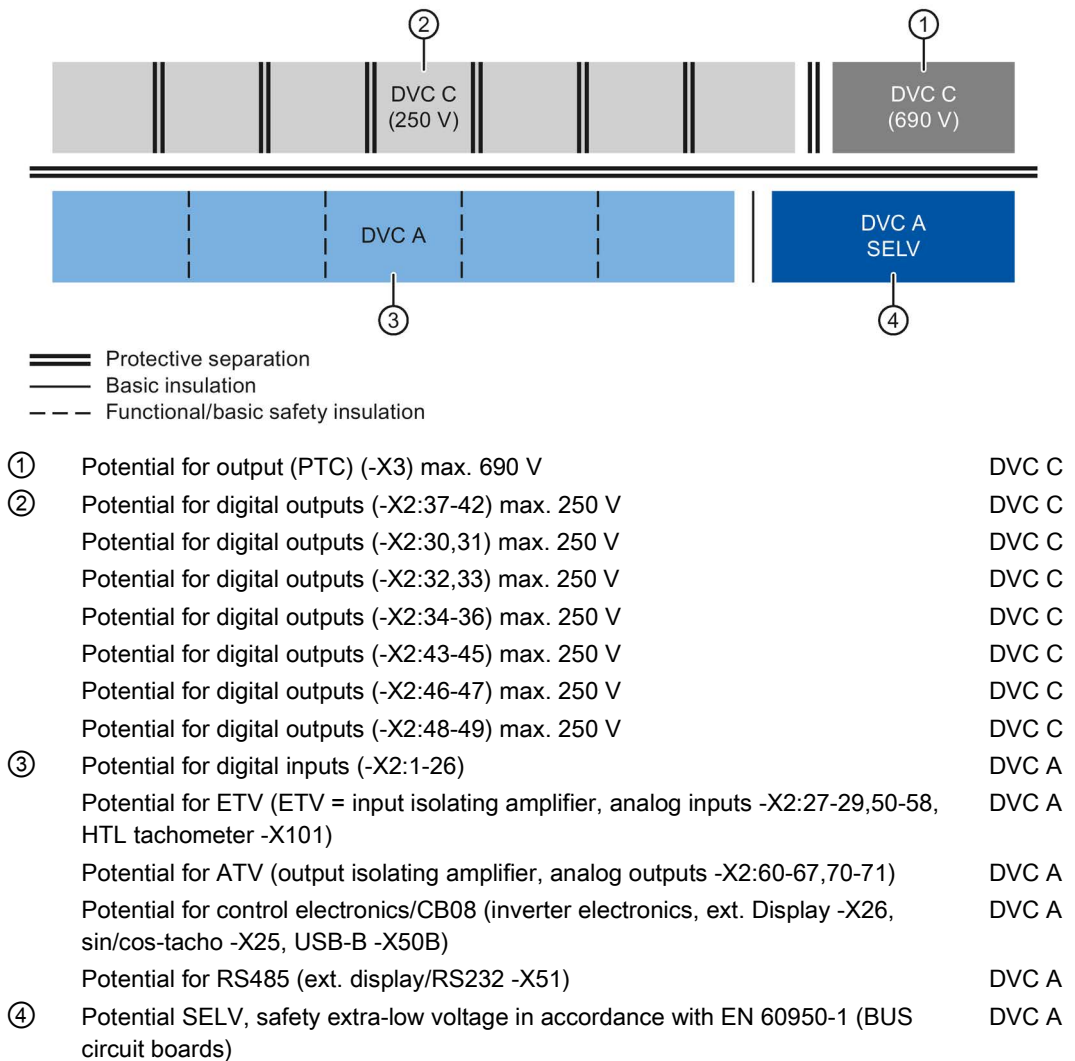 ② ①
DVC C
(250 V)
DVC C
(690 V)
DVC A
DVC A
SELV
③ ④
Protective separation
Basic insulation
Functional/basic safety insulation
① Potential for output (PTC) (-X3) max. 690 V DVC C
② Potential for digital outputs (-X2:37-42) max. 250 V DVC C
Potential for digital outputs (-X2:30,31) max. 250 V DVC C
Potential for digital outputs (-X2:32,33) max. 250 V DVC C
Potential for digital outputs (-X2:34-36) max. 250 V DVC C
Potential for digital outputs (-X2:43-45) max. 250 V DVC C
Potential for digital outputs (-X2:46-47) max. 250 V DVC C
Potential for digital outputs (-X2:48-49) max. 250 V DVC C
③ Potential for digital inputs (-X2:1-26) DVC A
Potential for ETV (ETV = input isolating amplifier, analog inputs -X2:27-29,50-58, DVC A
HTL tachometer -X101)
Potential for ATV (output isolating amplifier, analog outputs -X2:60-67,70-71) DVC A
Potential for control electronics/CB08 (inverter electronics, ext. Display -X26, DVC A
sin/cos-tacho -X25, USB-B -X50B)
Potential for RS485 (ext. display/RS232 -X51) DVC A
④ Potential SELV, safety extra-low voltage in accordance with EN 60950-1 (BUS DVC A
circuit boards)